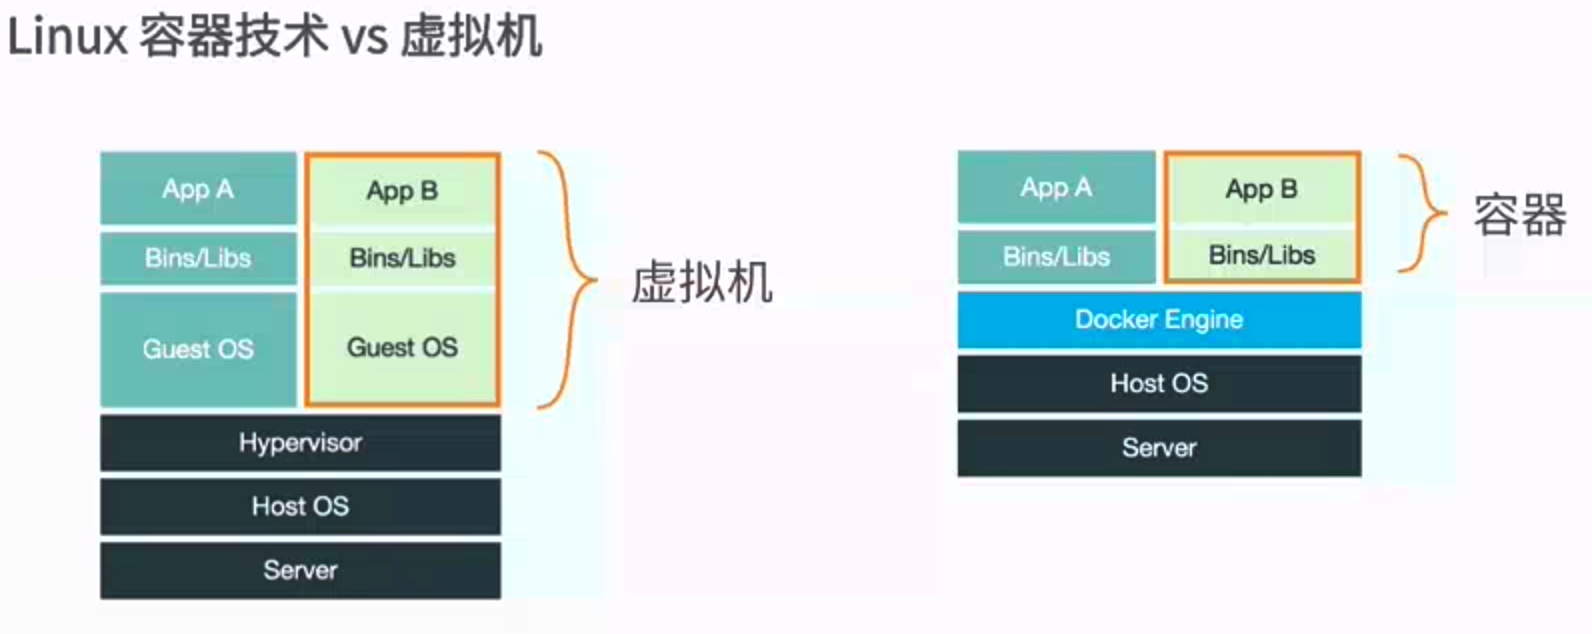 Linux 容器技术 vs 虚拟机
App A
App B
Bins/Libs
Bins/Libs
Guest OS
Guest OS
Hypervisor
Host OS
Server
虚拟机
App A
App B
Bins/Libs
Bins/Libs
Docker Engine
Host OS
Server
容器